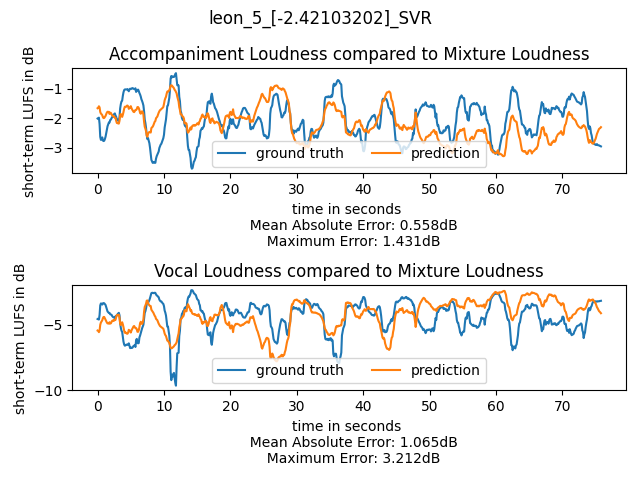 leon_5_[-2.42103202]_SVR
Accompaniment Loudness compared to Mixture Loudness
short-term LUFS in dB
−1
−2
−3
ground truth
prediction
0 10 20 30 40 50 60 70
time in seconds
Mean Absolute Error: 0.558dB
Maximum Error: 1.431dB
Vocal Loudness compared to Mixture Loudness
short-term LUFS in dB
−5
−10
ground truth
prediction
0 10 20 30 40 50 60 70
time in seconds
Mean Absolute Error: 1.065dB
Maximum Error: 3.212dB